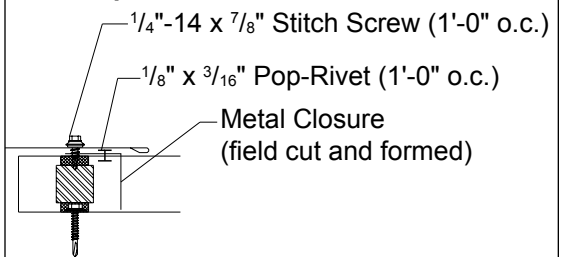 1/4"-14 x 7/8" Stitch Screw (1'-0" o.c.)
1/8" x 3/16" Pop-Rivet (1'-0" o.c.)
Metal Closure
(field cut and formed)